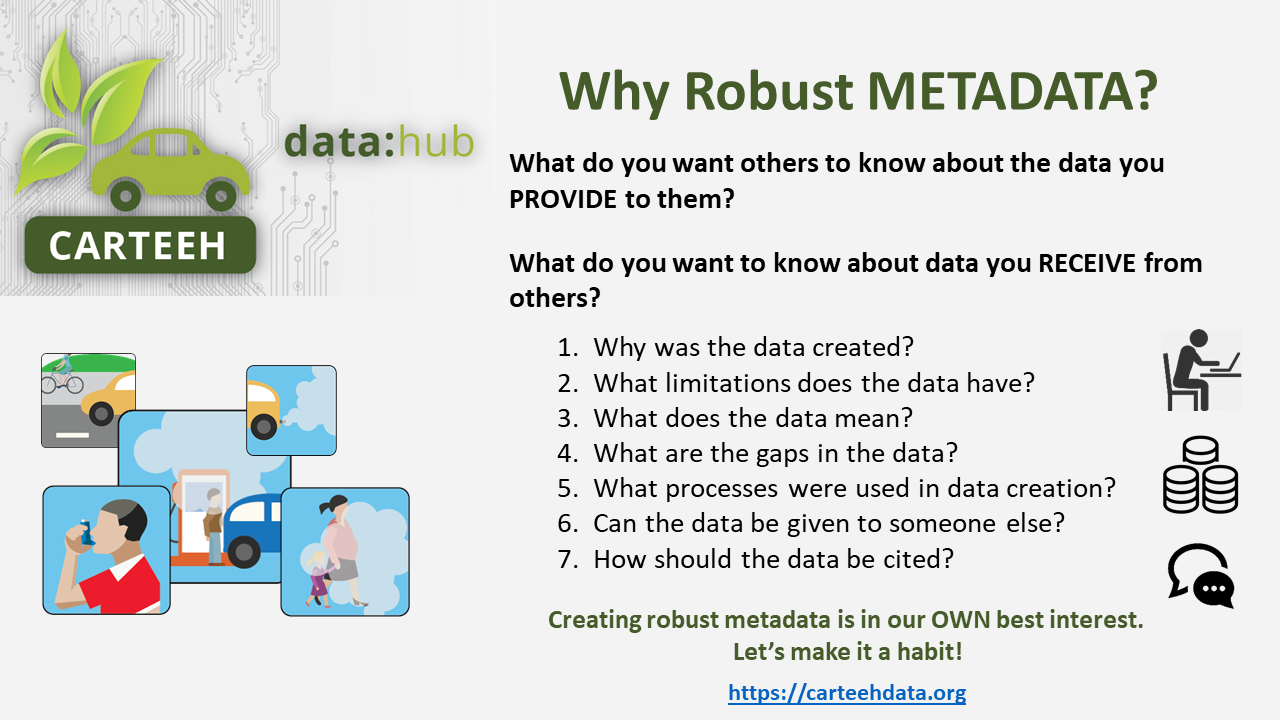 CARTEEH
data:hub
Why Robust METADATA?
What do you want others to know about the data you
PROVIDE to them?
What do you want to know about data you RECEIVE from
others?
1. Why was the data created?
2. What limitations does the data have?
3. What does the data mean?
4. What are the gaps in the data?
5. What processes were used in data creation?
6. Can the data be given to someone else?
7. How should the data be cited?
Creating robust metadata is in our OWN best interest.
Let’s make it a habit!
https://carteehdata.org